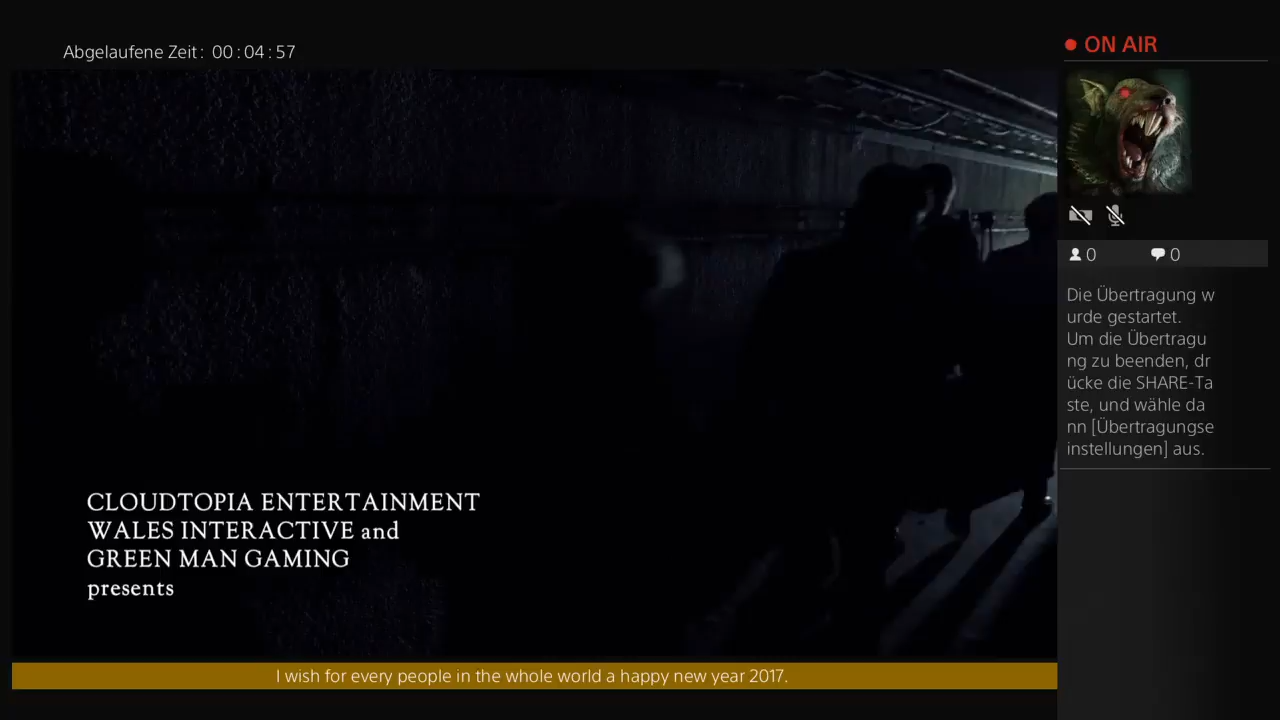 Abgelaufene Zeit: 00:04:57
ON AIR
0 0
Die Übertragung w
urde gestartet.
Um die Übertragu
ng zu beenden, dr
ücke die SHARE-Ta
ste, und wähle da
nn [Übertragungse
instellungen] aus.
CLOUDTOPIA ENTERTAINMENT
WALES INTERACTIVE and
GREEN MAN GAMING
presents
I wish for every people in the whole world a happy new year 2017.